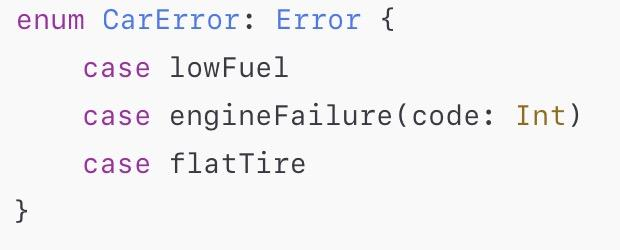 enum CarError: Error {
    case lowFuel
    case engineFailure(code: Int)
    case flatTire
}